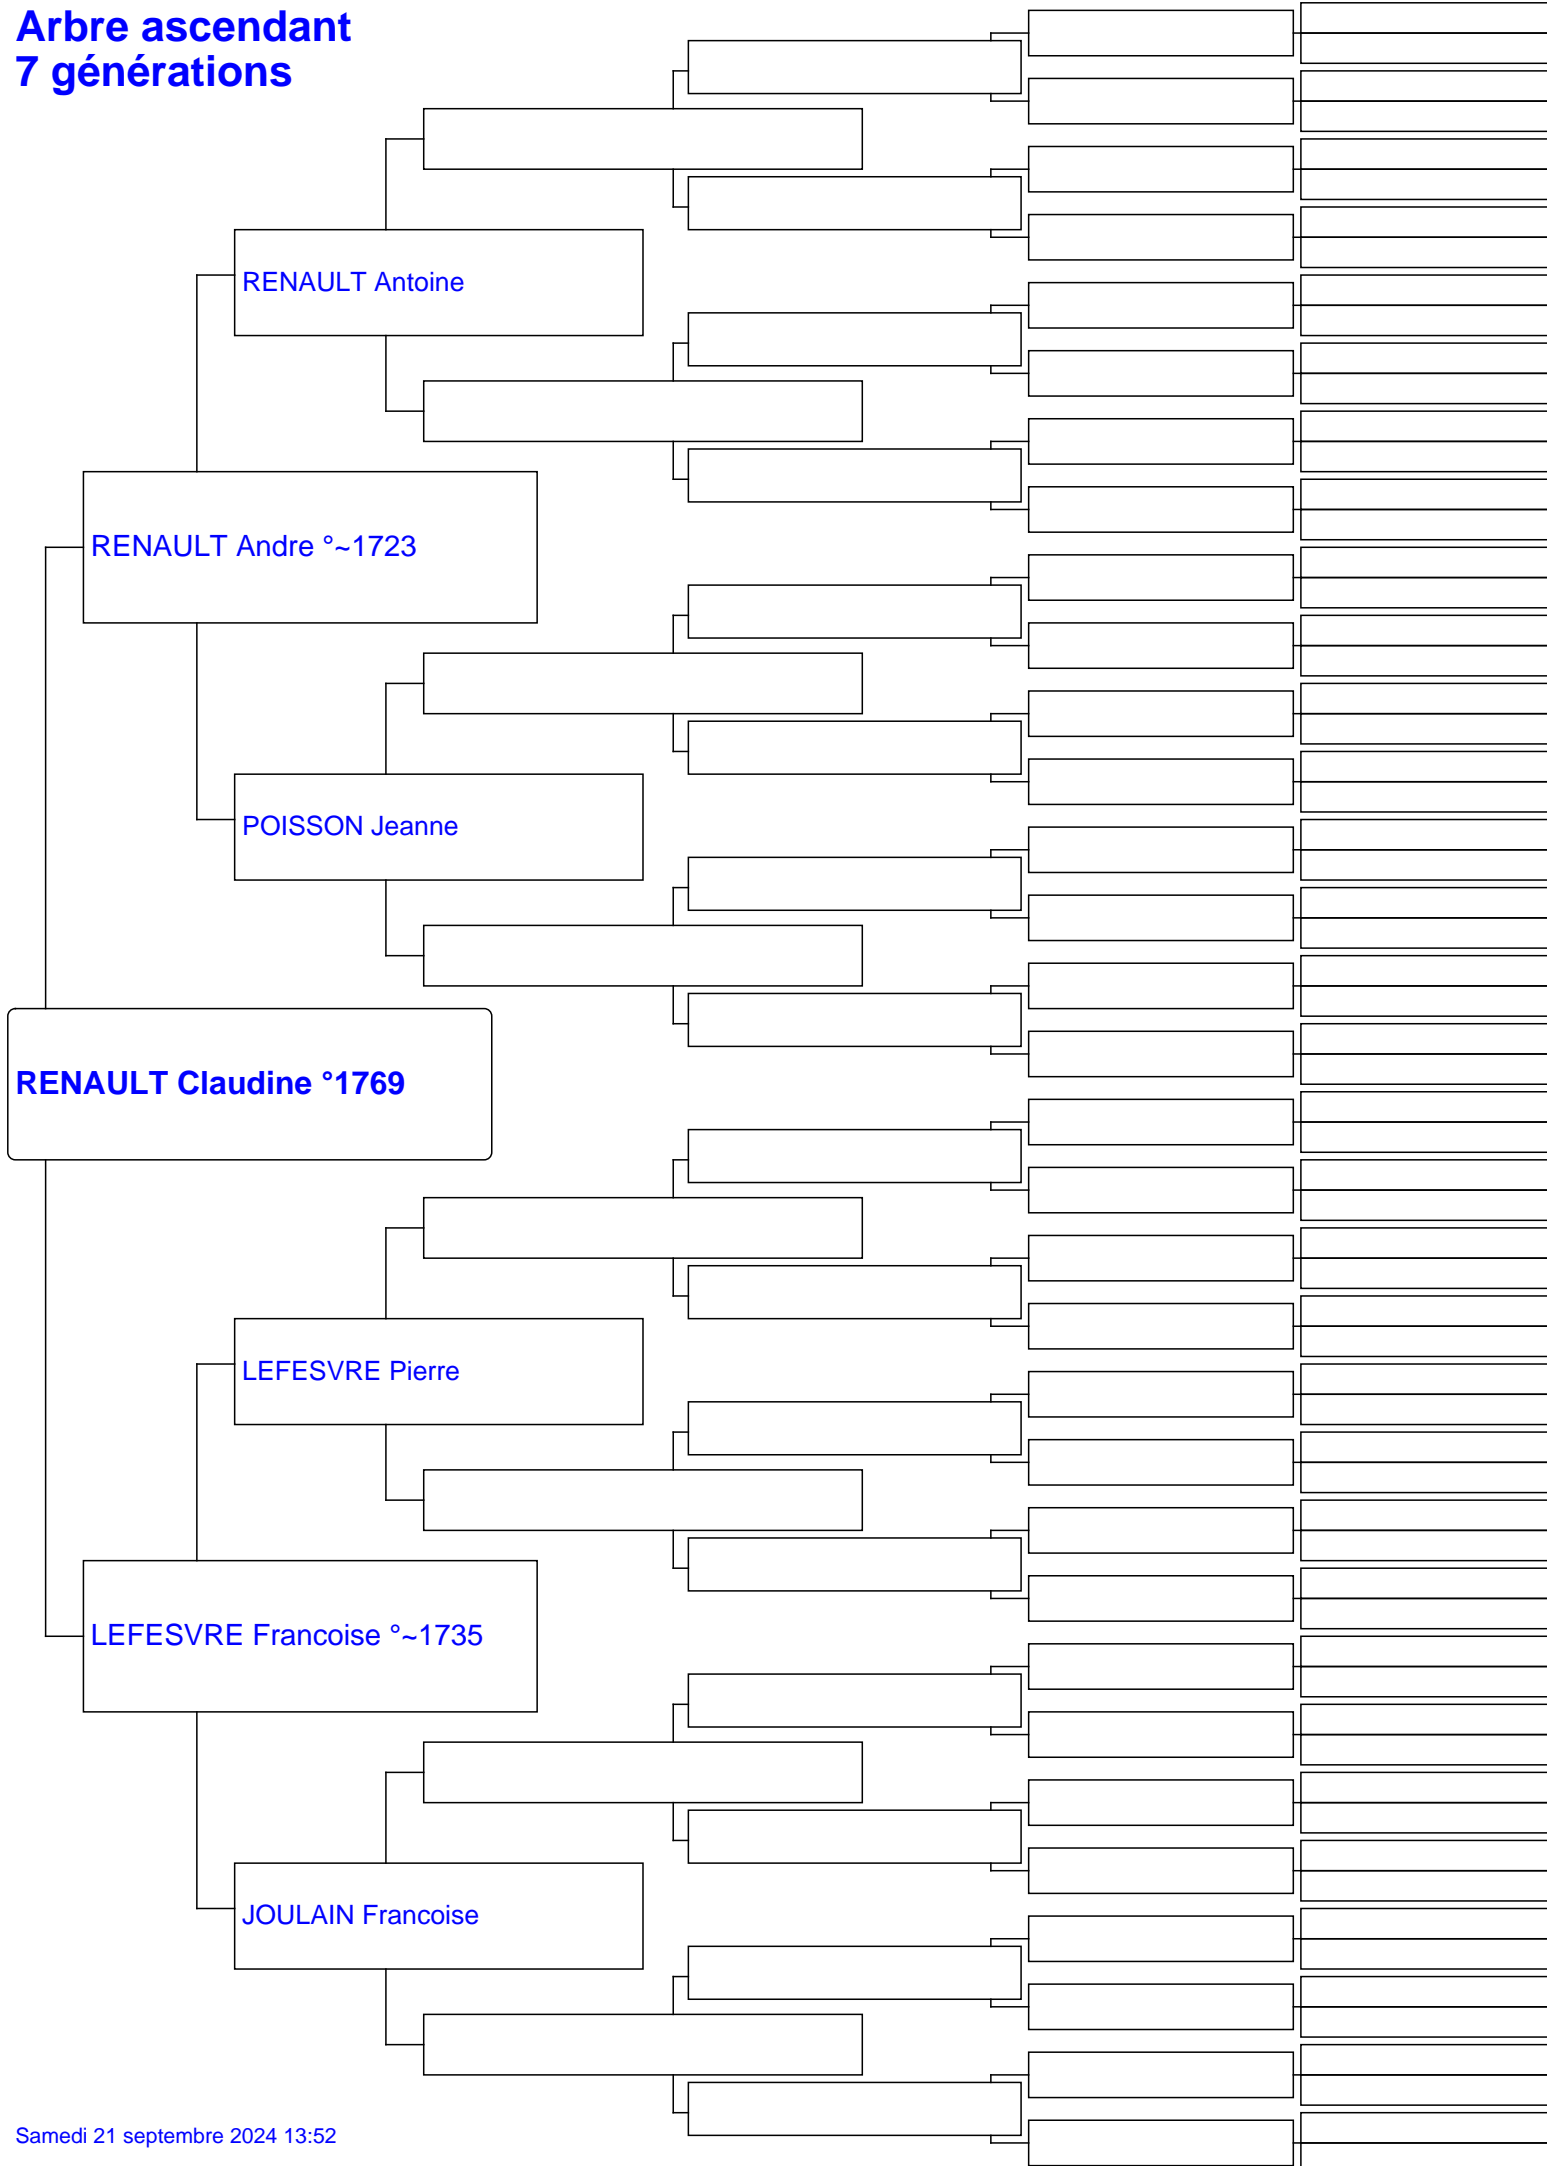 Arbre ascendant
7 générations
RENAULT Antoine
RENAULT Andre °~1723
POISSON Jeanne
RENAULT Claudine °1769
LEFESVRE Pierre
LEFESVRE Francoise °~1735
JOULAIN Francoise
Samedi 21 septembre 2024 13:52